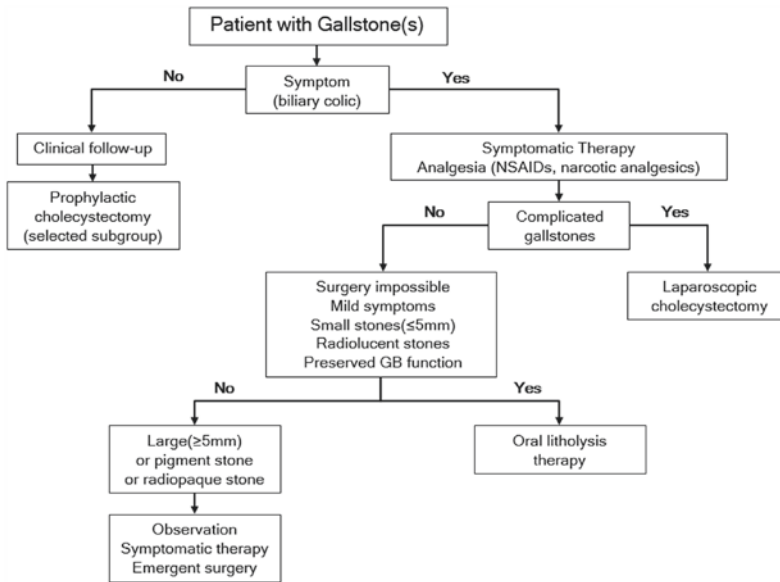 Patient with Gallstone(s)
No
Symptom
(biliary colic)
Yes
Clinical follow-up
Prophylactic
cholecystectomy
(selected subgroup)
Symptomatic Therapy
Analgesia (NSAIDs, narcotic analgesics)
No
Complicated
gallstones
Yes
Surgery impossible
Mild symptoms
Small stones(≤5mm)
Radiolucent stones
Preserved GB function
Laparoscopic
cholecystectomy
No
Yes
Large(≥5mm)
or pigment stone
or radiopaque stone
Oral litholysis
therapy
Observation
Symptomatic therapy
Emergent surgery